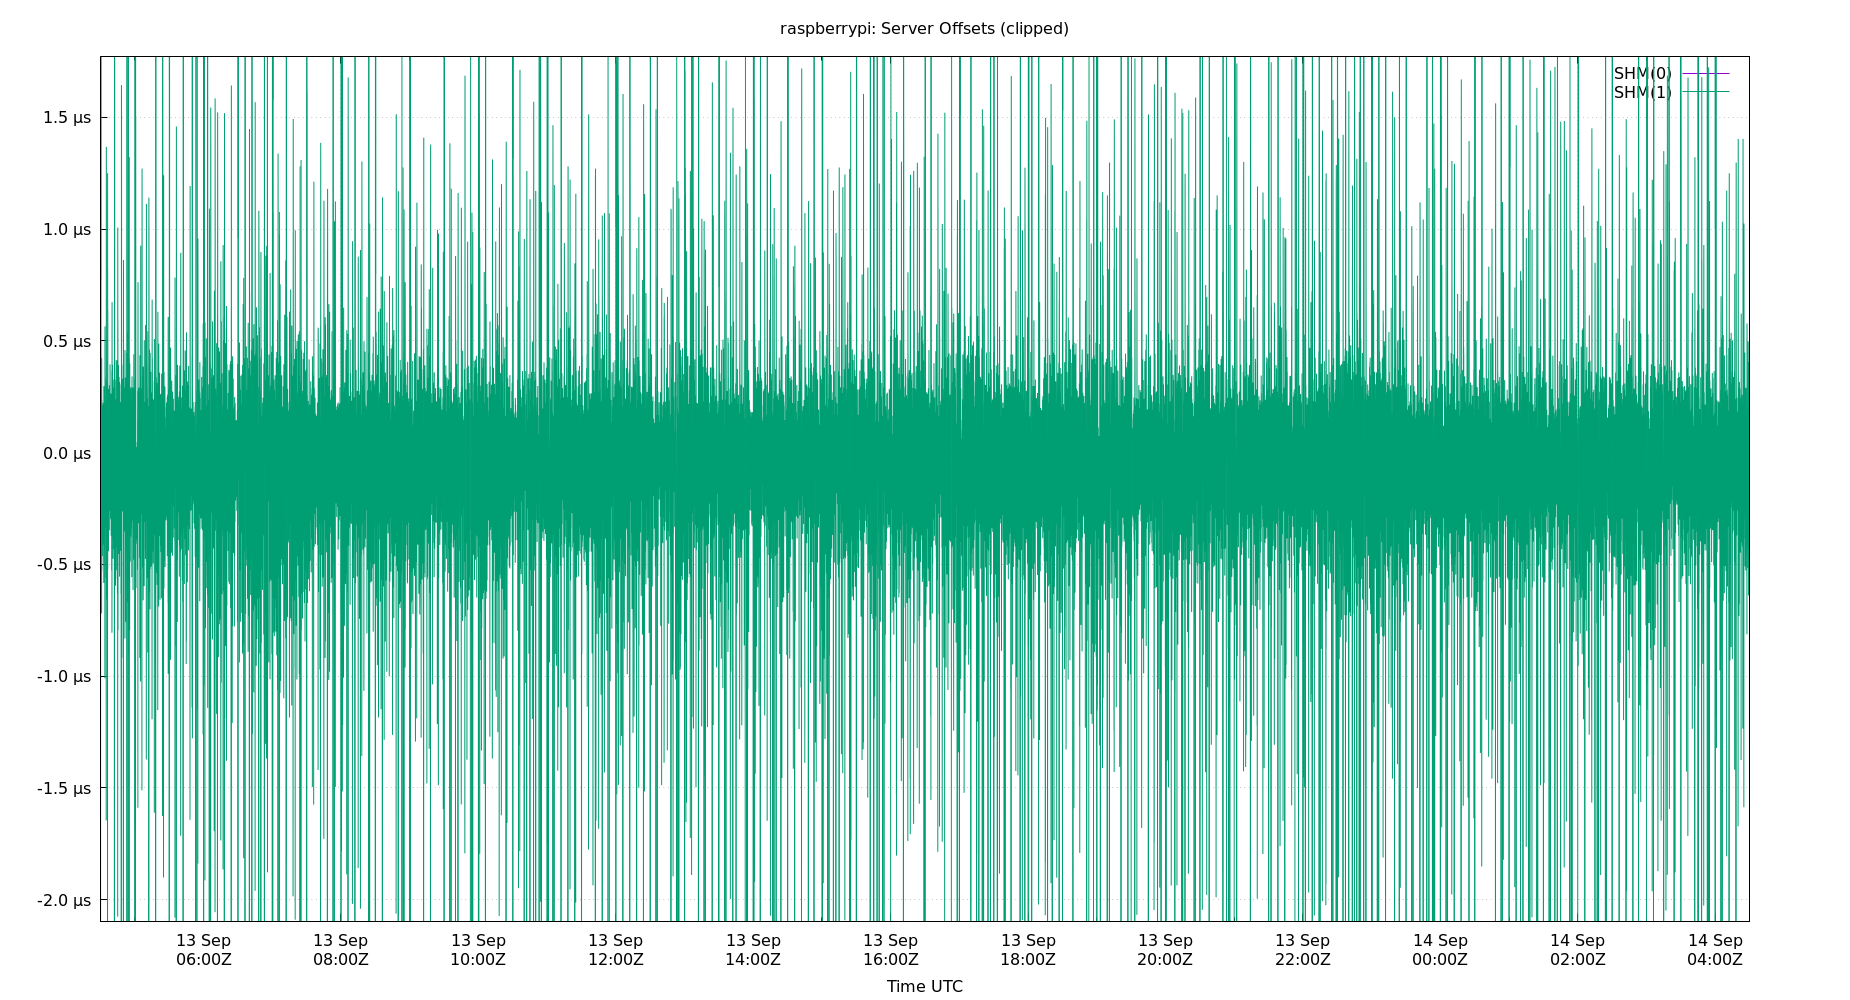 raspberrypi: Server Offsets (clipped)
SHM(0)
SHM(1)
1.5 µs
1.0 µs
0.5 µs
0.0 µs
-0.5 µs
-1.0 µs
-1.5 µs
-2.0 µs
13 Sep 13 Sep 13 Sep 13 Sep 13 Sep 13 Sep 13 Sep 13 Sep 13 Sep 14 Sep 14 Sep 14 Sep
06:00Z 08:00Z 10:00Z 12:00Z 14:00Z 16:00Z 18:00Z 20:00Z 22:00Z 00:00Z 02:00Z 04:00Z
Time UTC